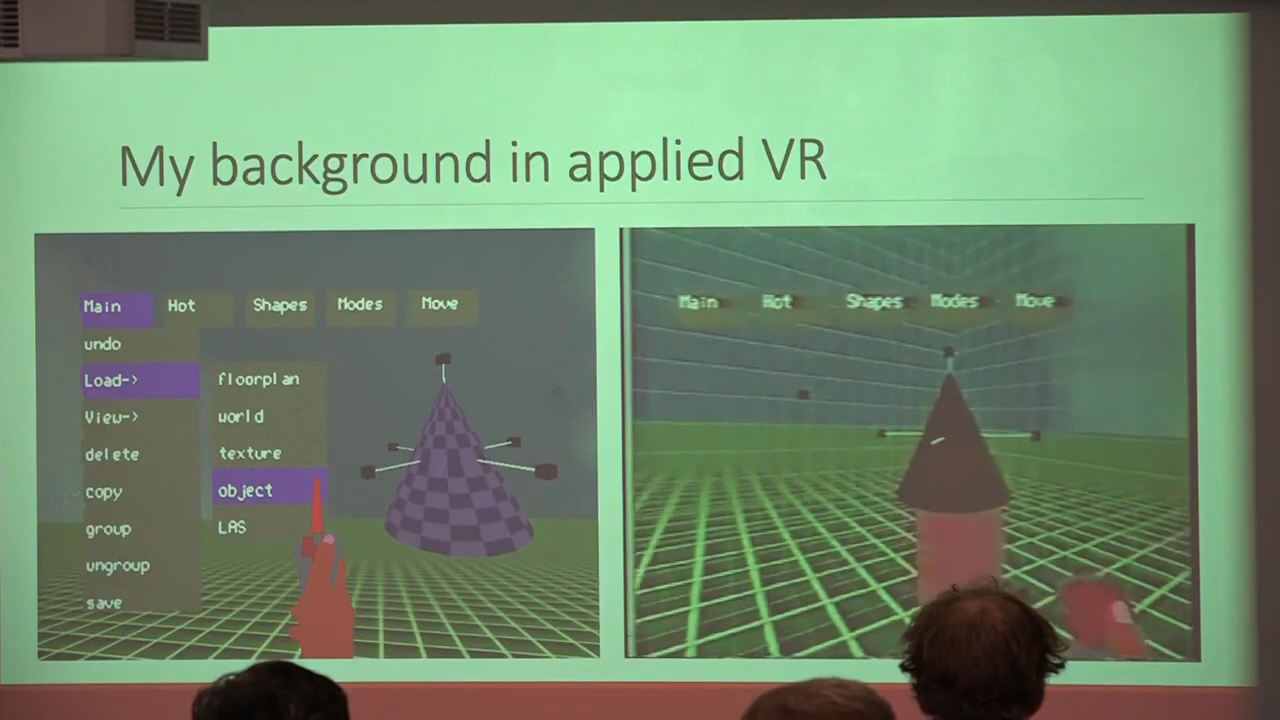 My background in applied VR
Main Hot Shapes Modes Move
undo
Load-> floorplan
View-> world
delete texture
copy object
group LAS
ungroup
save
Main Hot Shapes Modes Move